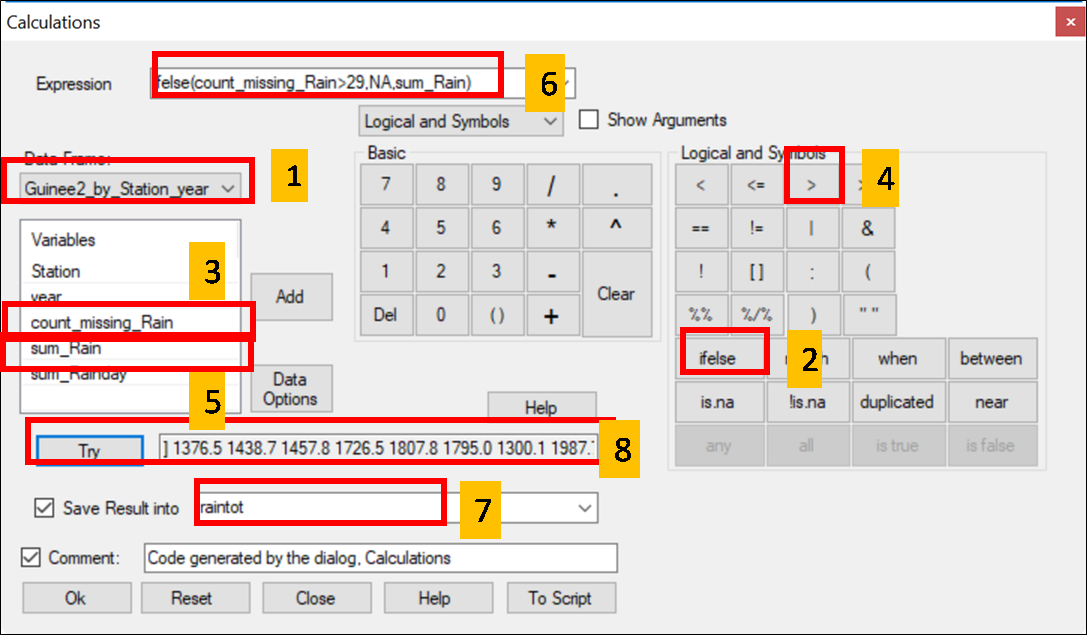 Calculations
×
Expression
felse(count_missing_Rain>29,NA,sum_Rain)
6
Logical and Symbols
Show Arguments
Data Frame:
Guinee2_by_Station_year
1
Basic
7 8 9 / .
4 5 6 * ^
1 2 3 - Clear
Del 0 ( ) +
Logical and Symbols
< <= >
4
== != | &
! [ ] : (
%% %/% ) " "
ifelse
2
when between
is.na !is.na duplicated near
any all is true is false
Variables
Station
3
year
count_missing_Rain
sum_Rain
sum_Rainday
5
Add
Data
Options
Help
Try
] 1376.5 1438.7 1457.8 1726.5 1807.8 1795.0 1300.1 1987.
8
Save Result into
raintot
7
Comment:
Code generated by the dialog, Calculations
Ok Reset Close Help To Script